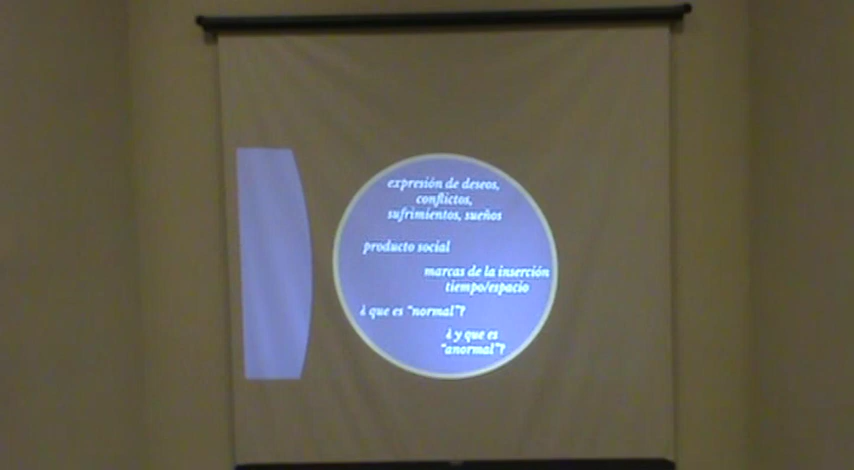 expresión de deseos,
conflictos,
sufrimientos, sueños
producto social
marcas de la inserción
tiempo/espacio
¿ que es "normal"?
¿ y que es
"anormal"?